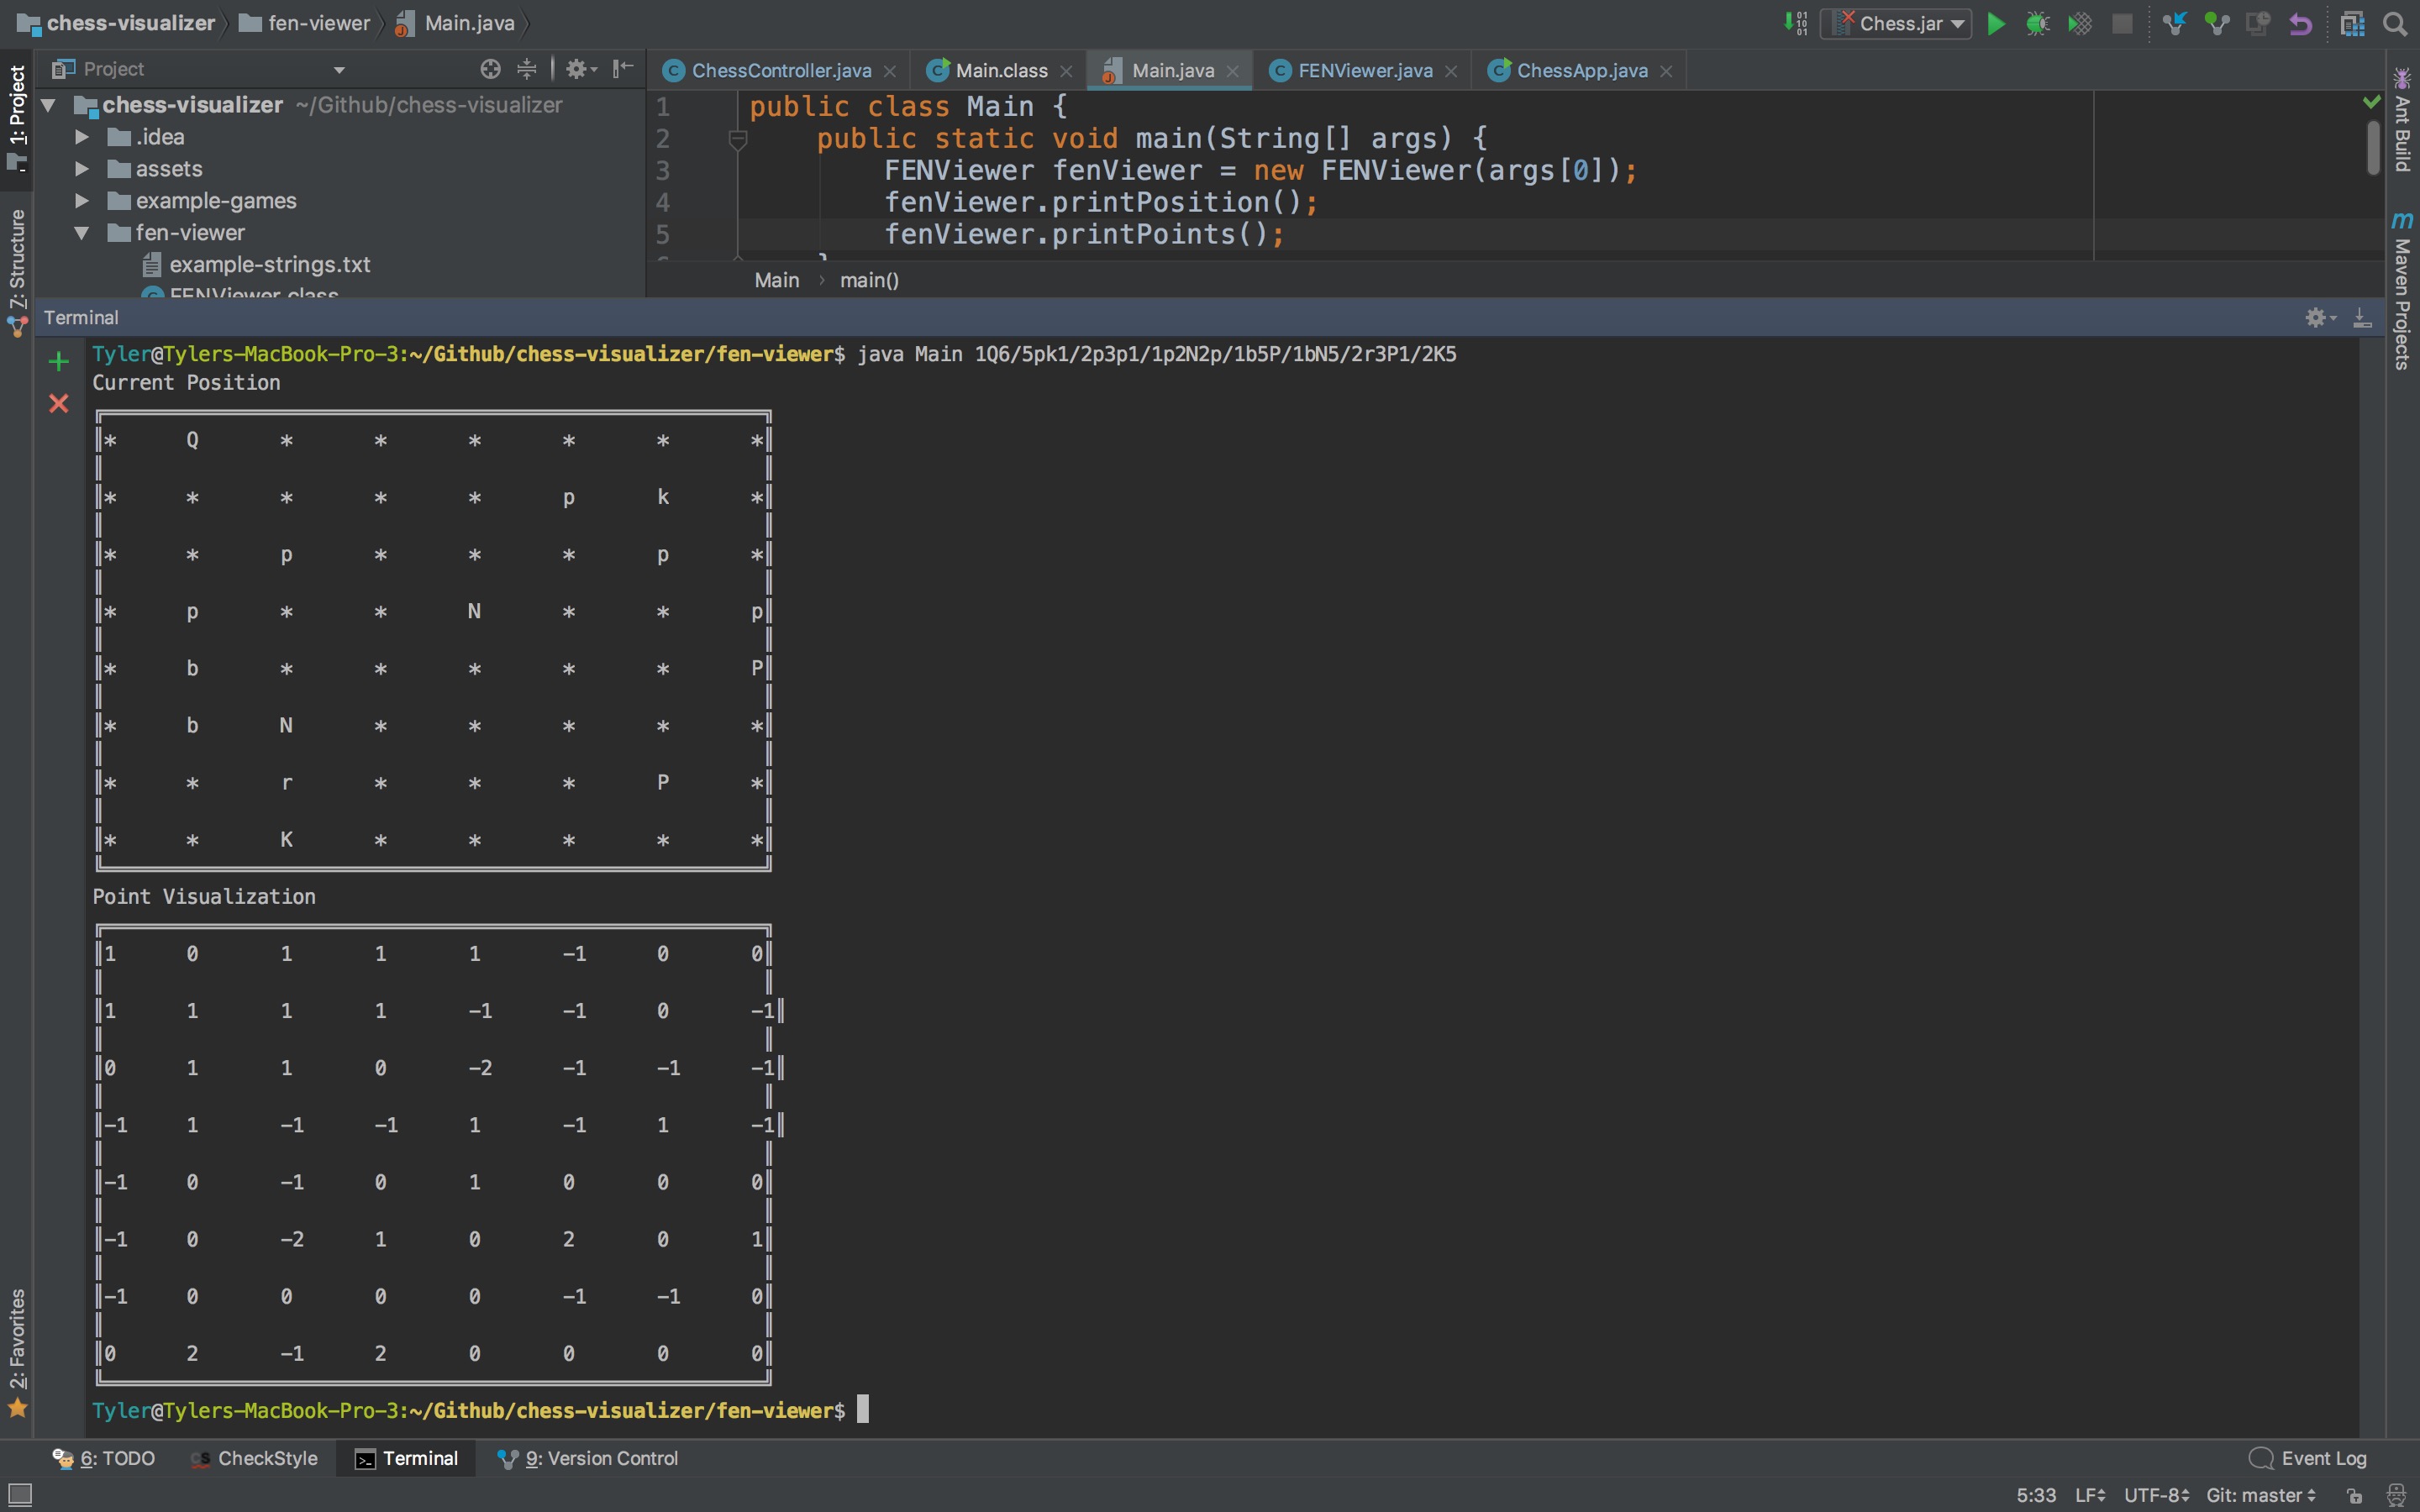 chess-visualizer fen-viewer Main.java Chess.jar
Project ChessController.java Main.class Main.java FENViewer.java ChessApp.java
1: Project
7: Structure
2: Favorites
chess-visualizer ~/Github/chess-visualizer
.idea
assets
example-games
fen-viewer
example-strings.txt
FENViewer.class
1 public class Main {
2 public static void main(String[] args) {
3 FENViewer fenViewer = new FENViewer(args[0]);
4 fenViewer.printPosition();
5 fenViewer.printPoints();
6 }
Main main()
Ant Build
Maven Projects
Terminal
Tyler@Tylers-MacBook-Pro-3:~/Github/chess-visualizer/fen-viewer$ java Main 1Q6/5pk1/2p3p1/1p2N2p/1b5P/1bN5/2r3P1/2K5
Current Position
* Q * * * * * *
* * * * * p k *
* * p * * * p *
* p * * N * * p
* b * * * * * P
* b N * * * * *
* * r * * * P *
* * K * * * * *
Point Visualization
1 0 1 1 1 -1 0 0
1 1 1 1 -1 -1 0 -1
0 1 1 0 -2 -1 -1 -1
-1 1 -1 -1 1 -1 1 -1
-1 0 -1 0 1 0 0 0
-1 0 -2 1 0 2 0 1
-1 0 0 0 0 -1 -1 0
0 2 -1 2 0 0 0 0
Tyler@Tylers-MacBook-Pro-3:~/Github/chess-visualizer/fen-viewer$
6: TODO CheckStyle Terminal 9: Version Control Event Log
5:33 LF UTF-8 Git: master